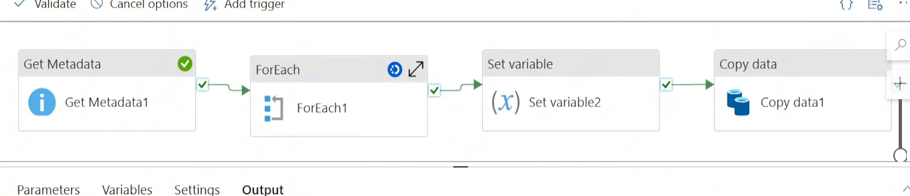 Validate Cancel options Add trigger
Get Metadata
Get Metadata1
ForEach
ForEach1
Set variable
(x) Set variable2
Copy data
Copy data1
Parameters Variables Settings Output